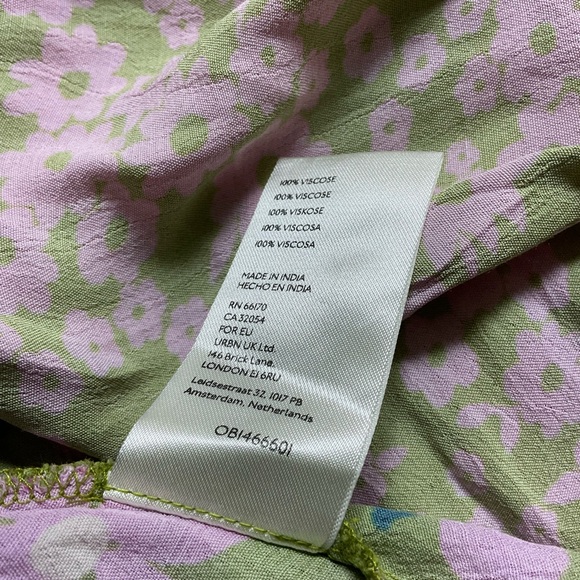 100% VISCOSE
100% VISCOSE
100% VISKOSE
100% VISCOSA
100% VISCOSA
MADE IN INDIA
HECHO EN INDIA
RN 66170
CA 32054
POR EU
URBN UK Ltd.
146 Brick Lane,
LONDON E1 6RU
Leidsestraat 32, 1017 PB
Amsterdam, Netherlands
OB1466601